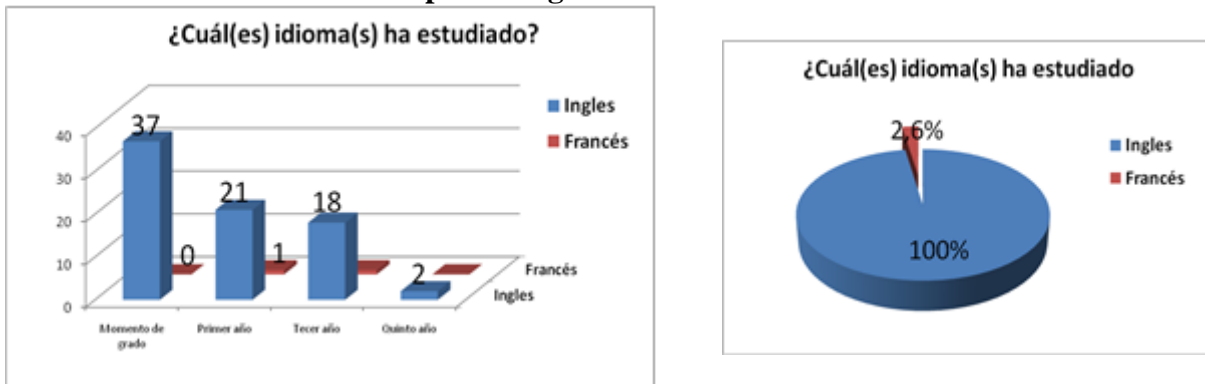 ¿Cuál(es) idioma(s) ha estudiado?
Ingles
Francés
40
30
20
10
0
37
0
21
1
18
2
Momento de grado
Primer año
Tecer año
Quinto año
Francés
Ingles
¿Cuál(es) idioma(s) ha estudiado
2,6%
100%
Ingles
Francés